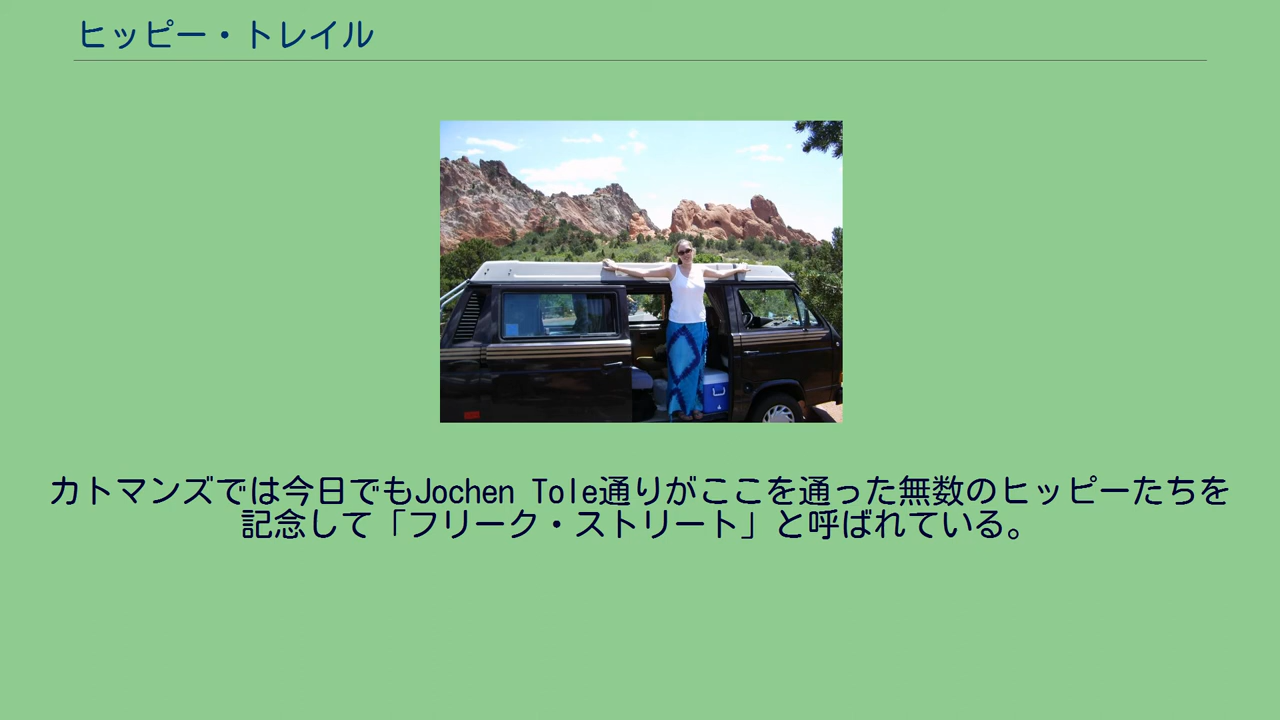 ヒッピー・トレイル
カトマンズでは今日でもJochen Tole通りがここを通った無数のヒッピーたちを
記念して「フリーク・ストリート」と呼ばれている。